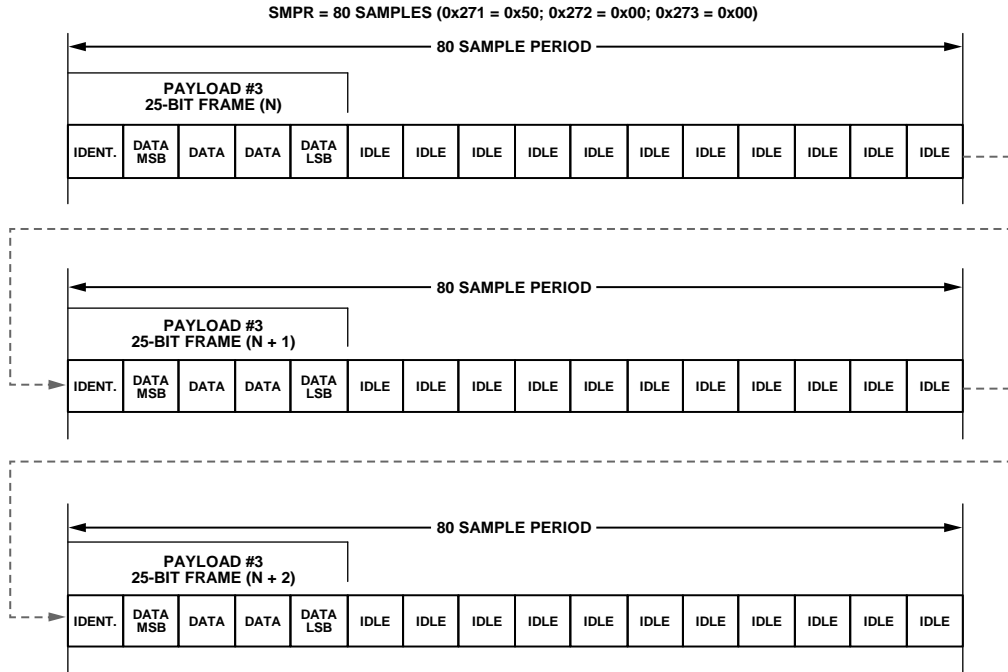 SMPR = 80 SAMPLES (0x271 = 0x50; 0x272 = 0x00; 0x273 = 0x00)
80 SAMPLE PERIOD
PAYLOAD #3
25-BIT FRAME (N)
IDENT. DATA MSB DATA DATA DATA LSB IDLE IDLE IDLE IDLE IDLE IDLE IDLE IDLE IDLE IDLE IDLE
80 SAMPLE PERIOD
PAYLOAD #3
25-BIT FRAME (N + 1)
IDENT. DATA MSB DATA DATA DATA LSB IDLE IDLE IDLE IDLE IDLE IDLE IDLE IDLE IDLE IDLE IDLE
80 SAMPLE PERIOD
PAYLOAD #3
25-BIT FRAME (N + 2)
IDENT. DATA MSB DATA DATA DATA LSB IDLE IDLE IDLE IDLE IDLE IDLE IDLE IDLE IDLE IDLE IDLE